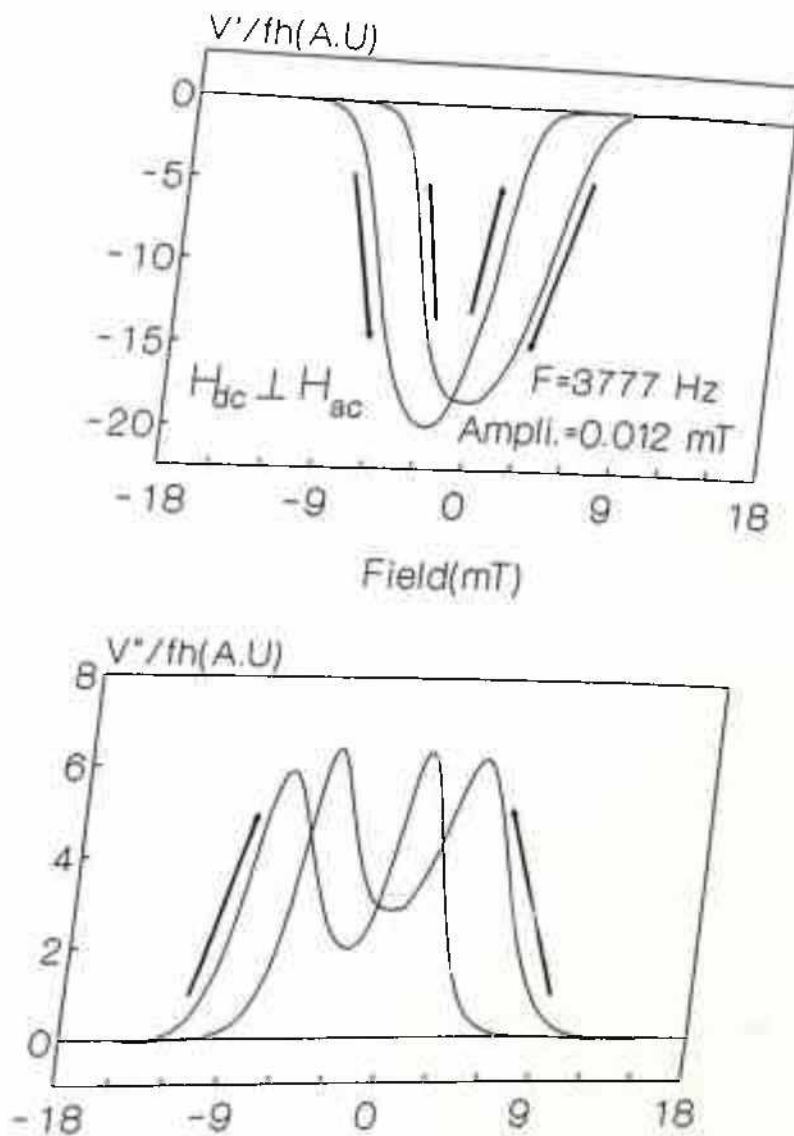 V'/fh(A.U)
0
-5
-10
-15
-20
H_dc ⊥ H_ac
F=3777 Hz
Ampli.=0.012 mT
-18 -9 0 9 18
Field(mT)
V"/fh(A.U)
8
6
4
2
0
-18 -9 0 9 18